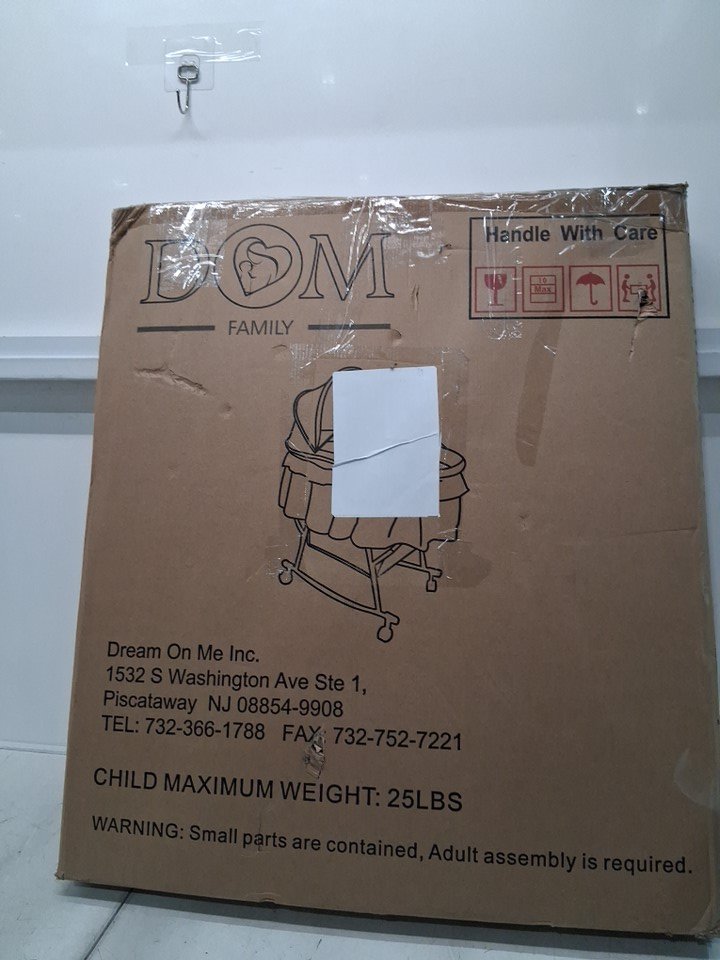 DOM
FAMILY
Handle With Care
10
Max
Dream On Me Inc.
1532 S Washington Ave Ste 1,
Piscataway NJ 08854-9908
TEL: 732-366-1788 FAX: 732-752-7221
CHILD MAXIMUM WEIGHT: 25LBS
WARNING: Small parts are contained, Adult assembly is required.